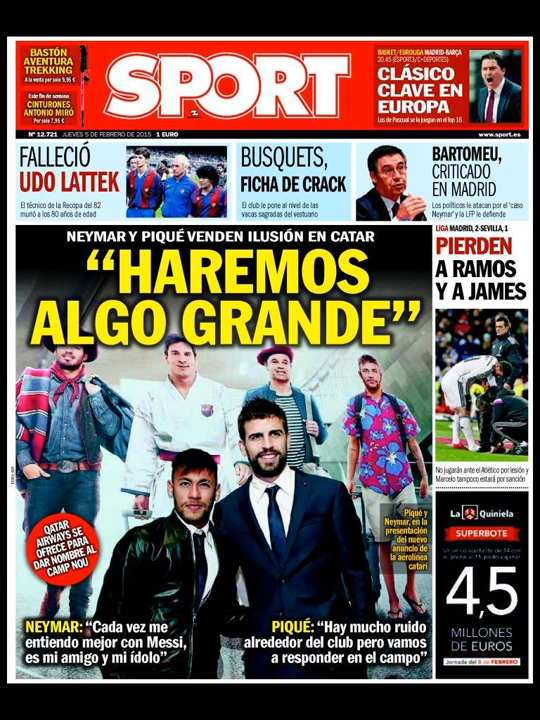 BASTÓN
AVENTURA
TREKKING
A la venta por solo 9,95 €
Este fin de semana
CINTURONES
ANTONIO MIRÓ
Por solo 7,95 €
SPORT
BASKET/EUROLIGA MADRID-BARÇA
20.45 (ESPORT3/C+DEPORTES)
CLÁSICO
CLAVE EN
EUROPA
Los de Pascual se la juegan en el Top 16
Nº 12.721 JUEVES 5 DE FEBRERO DE 2015 1 EURO
www.sport.es
FALLECIÓ
UDO LATTEK
El técnico de la Recopa del 82
murió a los 80 años de edad
BUSQUETS,
FICHA DE CRACK
El club le pone al nivel de las
vacas sagradas del vestuario
BARTOMEU,
CRITICADO
EN MADRID
Los políticos le atacan por el 'caso
Neymar' y la LFP le defiende
NEYMAR Y PIQUÉ VENDEN ILUSIÓN EN CATAR
“HAREMOS
ALGO GRANDE”
LIGA MADRID, 2-SEVILLA, 1
PIERDEN
A RAMOS
Y A JAMES
No jugarán ante el Atlético por lesión y
Marcelo tampoco estará por sanción
QATAR
AIRWAYS SE
OFRECE PARA
DAR NOMBRE AL
CAMP NOU
Piqué y
Neymar, en la
presentación
del nuevo
anuncio de
la aerolínea
catarí
NEYMAR: “Cada vez me
entiendo mejor con Messi,
es mi amigo y mi ídolo”
PIQUÉ: “Hay mucho ruido
alrededor del club pero vamos
a responder en el campo”
La Quiniela
SUPERBOTE
4,5
MILLONES
DE EUROS
Jornada del 8 de FEBRERO